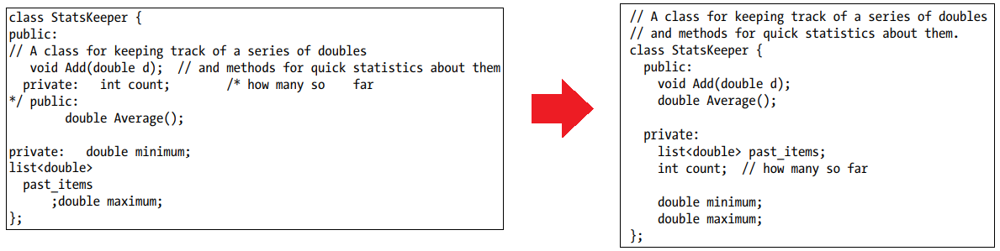 class StatsKeeper {
public:
// A class for keeping track of a series of doubles
   void Add(double d);  // and methods for quick statistics about them
  private:   int count;        /* how many so    far
*/ public:
        double Average();

private:   double minimum;
list<double>
  past_items
      ;double maximum;
};

// A class for keeping track of a series of doubles
// and methods for quick statistics about them.
class StatsKeeper {
  public:
    void Add(double d);
    double Average();

  private:
    list<double> past_items;
    int count;  // how many so far

    double minimum;
    double maximum;
};